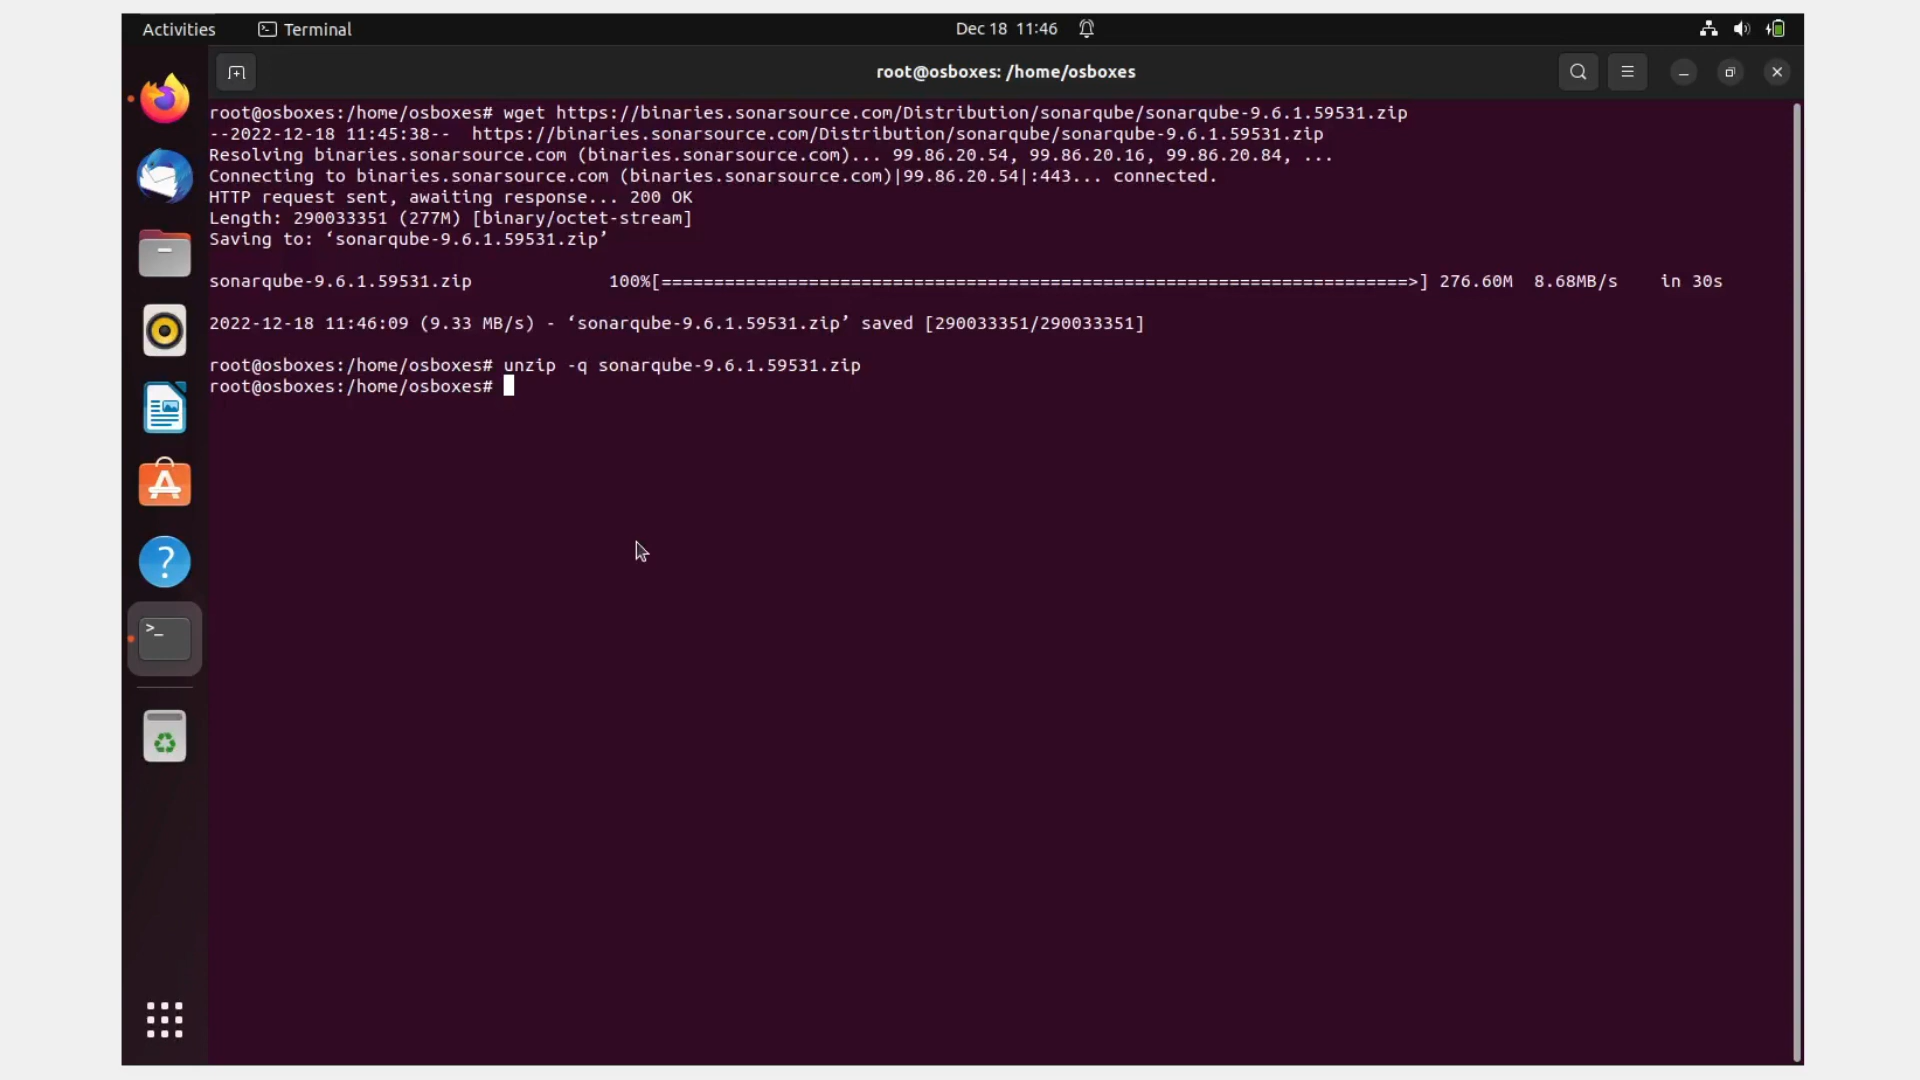 Activities Terminal Dec 18 11:46
root@osboxes: /home/osboxes
root@osboxes:/home/osboxes# wget https://binaries.sonarsource.com/Distribution/sonarqube/sonarqube-9.6.1.59531.zip
--2022-12-18 11:45:38-- https://binaries.sonarsource.com/Distribution/sonarqube/sonarqube-9.6.1.59531.zip
Resolving binaries.sonarsource.com (binaries.sonarsource.com)... 99.86.20.54, 99.86.20.16, 99.86.20.84, ...
Connecting to binaries.sonarsource.com (binaries.sonarsource.com)|99.86.20.54|:443... connected.
HTTP request sent, awaiting response... 200 OK
Length: 290033351 (277M) [binary/octet-stream]
Saving to: ‘sonarqube-9.6.1.59531.zip’
sonarqube-9.6.1.59531.zip 100%[=======================================================================>] 276.60M 8.68MB/s in 30s
2022-12-18 11:46:09 (9.33 MB/s) - ‘sonarqube-9.6.1.59531.zip’ saved [290033351/290033351]
root@osboxes:/home/osboxes# unzip -q sonarqube-9.6.1.59531.zip
root@osboxes:/home/osboxes#